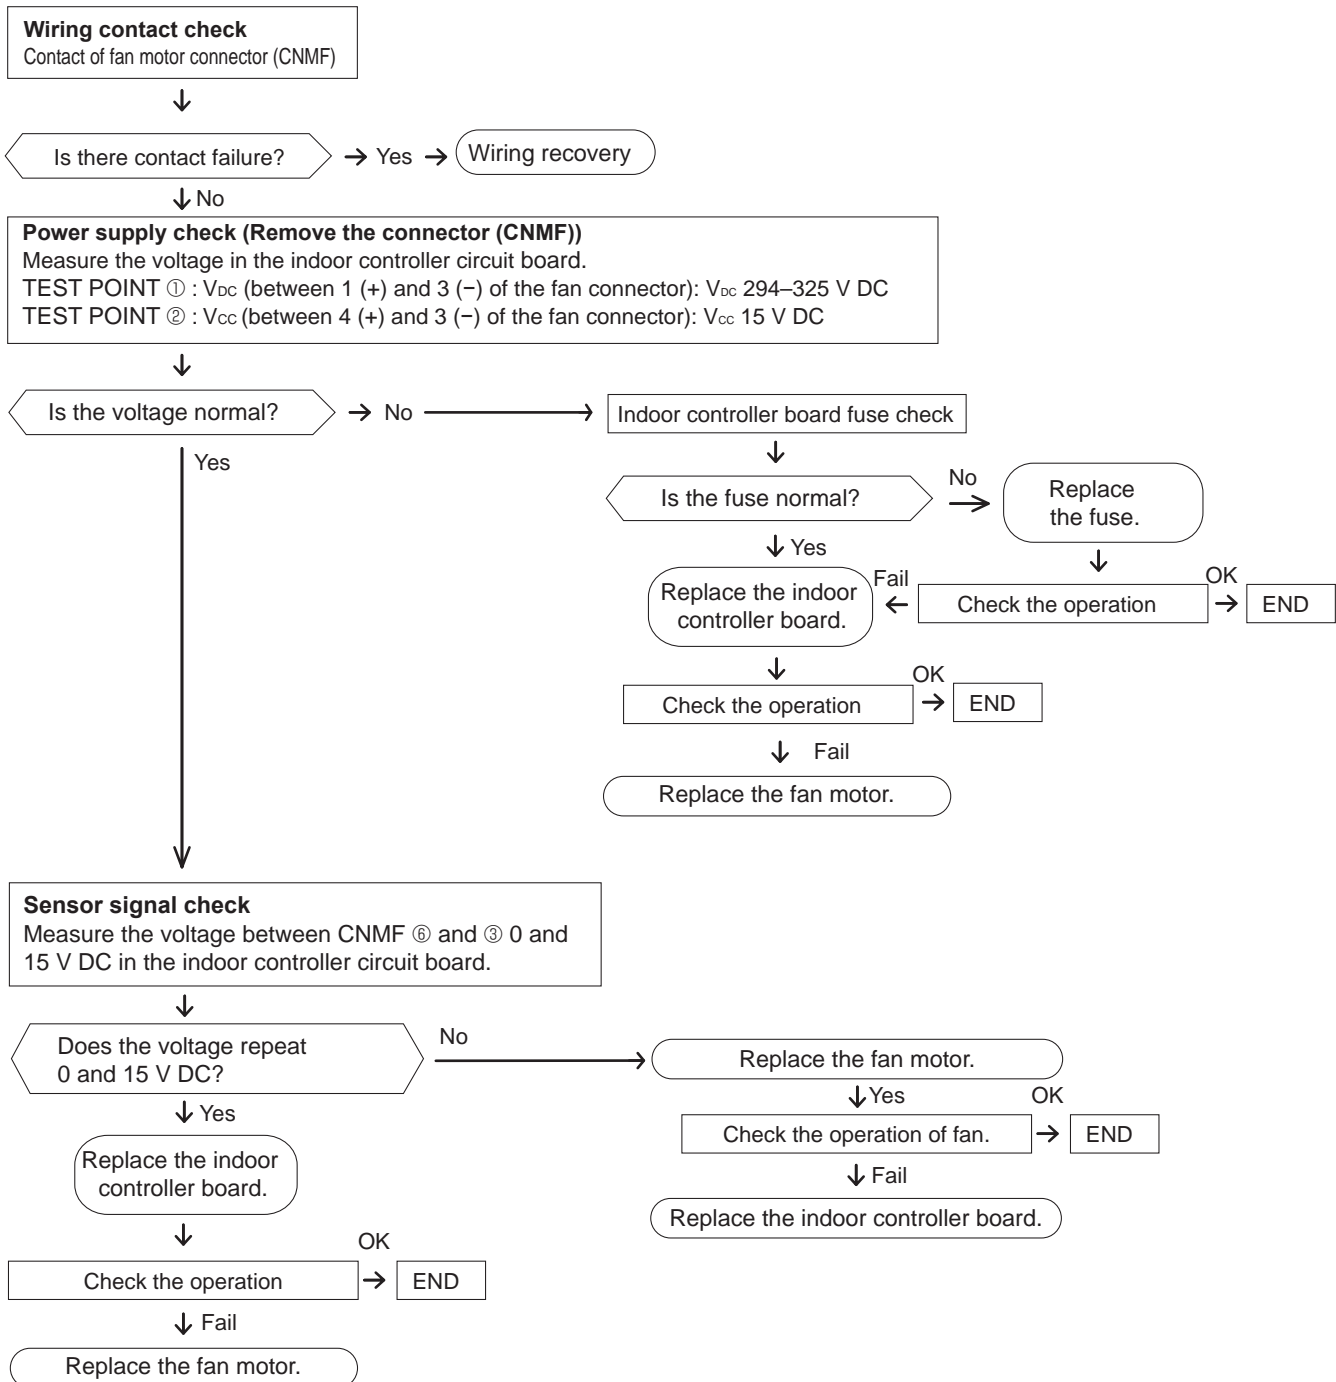 Wiring contact check
Contact of fan motor connector (CNMF)
Is there contact failure?
Yes
Wiring recovery
No
Power supply check (Remove the connector (CNMF))
Measure the voltage in the indoor controller circuit board.
TEST POINT ① : VDC (between 1 (+) and 3 (−) of the fan connector): VDC 294–325 V DC
TEST POINT ② : VCC (between 4 (+) and 3 (−) of the fan connector): VCC 15 V DC
Is the voltage normal?
No
Indoor controller board fuse check
Yes
Is the fuse normal?
No
Replace
the fuse.
Yes
Replace the indoor
controller board.
Fail
Check the operation
OK
END
Check the operation
OK
END
Fail
Replace the fan motor.
Sensor signal check
Measure the voltage between CNMF ⑥ and ③ 0 and
15 V DC in the indoor controller circuit board.
Does the voltage repeat
0 and 15 V DC?
No
Replace the fan motor.
Yes
Check the operation of fan.
OK
END
Fail
Replace the indoor controller board.
Yes
Replace the indoor
controller board.
Check the operation
OK
END
Fail
Replace the fan motor.